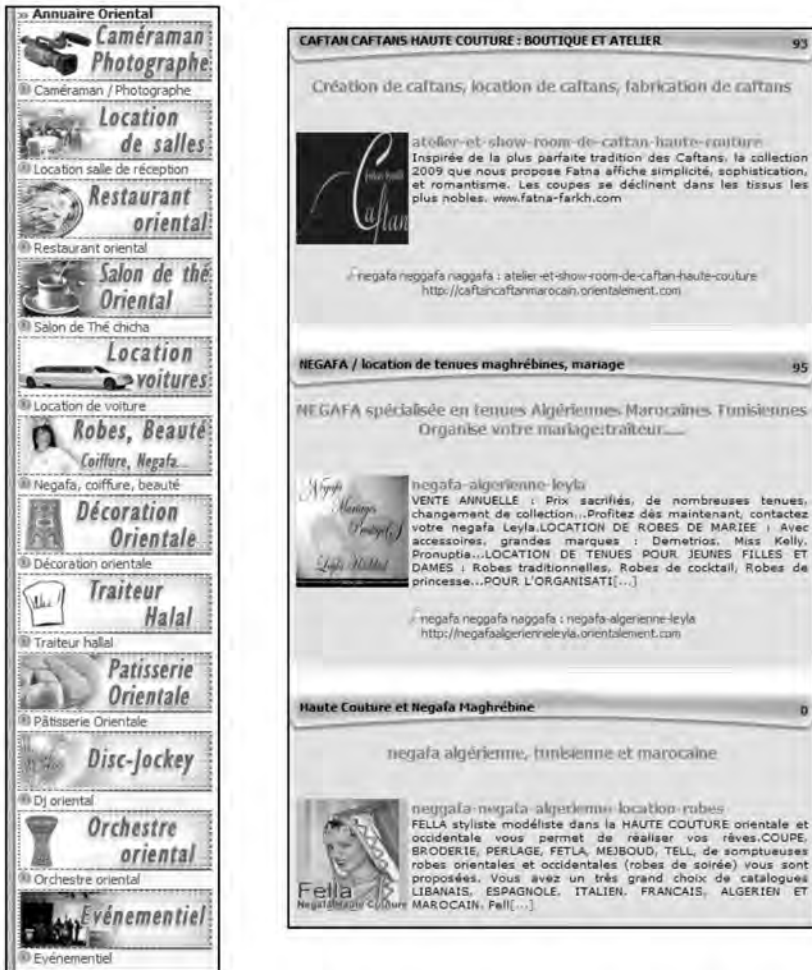 » Annuaire Oriental
Caméraman
Photographe
Caméraman / Photographe
Location
de salles
Location salle de réception
Restaurant
oriental
Restaurant oriental
Salon de thé
Oriental
Salon de Thé chicha
Location
voitures
Location de voiture
Robes, Beauté
Coiffure, Negafa...
Negafa, coiffure, beauté
Décoration
Orientale
Décoration orientale
Traiteur
Halal
Traiteur hallal
Patisserie
Orientale
Pâtisserie Orientale
Disc-Jockey
Dj oriental
Orchestre
oriental
Orchestre oriental
Evénementiel
Evénementiel
CAFTAN CAFTANS HAUTE COUTURE : BOUTIQUE ET ATELIER 93
Création de caftans, location de caftans, fabrication de caftans
Caftan
atelier-et-show-room-de-caftan-haute-couture
Inspirée de la plus parfaite tradition des Caftans, la collection
2009 que nous propose Fatna affiche simplicité, sophistication,
et romantisme. Les coupes se déclinent dans les tissus les
plus nobles. www.fatna-farkh.com
negafa neggafa naggafa : atelier-et-show-room-de-caftan-haute-couture
http://caftancaftanmarocain.orientalement.com
NEGAFA / location de tenues maghrébines, mariage 95
NEGAFA spécialisée en tenues Algériennes Marocaines Tunisiennes
Organise votre mariage:traiteur.....
Negafa
Mariages
Prestige
Leyla Haddad
negafa-algerienne-leyla
VENTE ANNUELLE : Prix sacrifiés, de nombreuses tenues,
changement de collection...Profitez dès maintenant, contactez
votre negafa Leyla.LOCATION DE ROBES DE MARIEE : Avec
accessoires, grandes marques : Demetrios, Miss Kelly,
Pronuptia...LOCATION DE TENUES POUR JEUNES FILLES ET
DAMES : Robes traditionnelles, Robes de cocktail, Robes de
princesse...POUR L'ORGANISATI[...]
negafa neggafa naggafa : negafa-algerienne-leyla
http://negafaalgerienneleyla.orientalement.com
Haute Couture et Negafa Maghrébine 0
negafa algérienne, tunisienne et marocaine
Fella
Negafa Haute Couture
neggafa-negafa-algerienne-location-robes
FELLA styliste modéliste dans la HAUTE COUTURE orientale et
occidentale vous permet de réaliser vos rêves.COUPE,
BRODERIE, PERLAGE, FETLA, MEJBOUD, TELL, de somptueuses
robes orientales et occidentales (robes de soirée) vous sont
proposées. Vous avez un très grand choix de catalogues
LIBANAIS, ESPAGNOLE, ITALIEN, FRANCAIS, ALGERIEN ET
MAROCAIN. Fell[...]